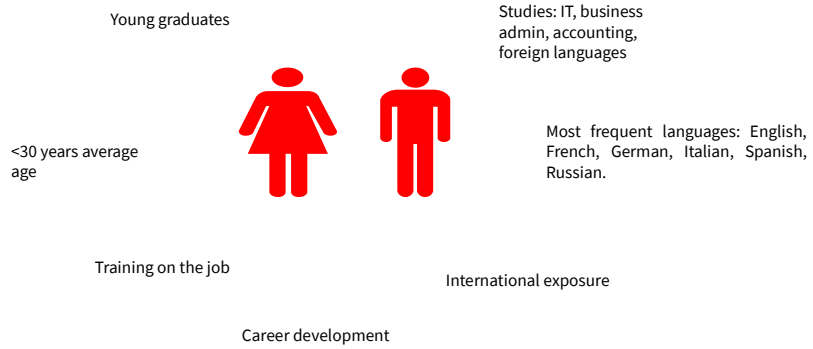 Young graduates
Studies: IT, business
admin, accounting,
foreign languages
<30 years average
age
Most frequent languages: English,
French, German, Italian, Spanish,
Russian.
Training on the job
International exposure
Career development